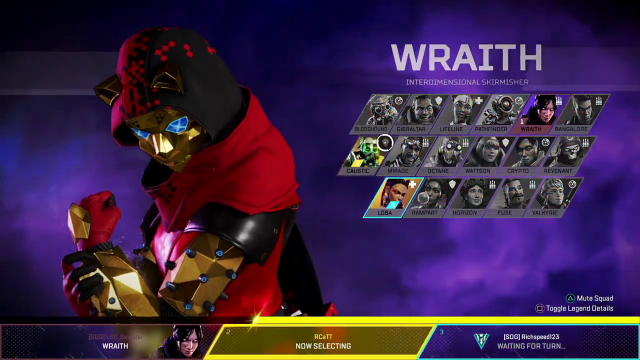 WRAITH
INTERDIMENSIONAL SKIRMISHER
BLOODHOUND GIBRALTAR LIFELINE PATHFINDER WRAITH BANGALORE
CAUSTIC MIRAGE OCTANE WATTSON CRYPTO REVENANT
LOBA RAMPART HORIZON FUSE VALKYRIE
Mute Squad
Toggle Legend Details
WRAITH
2
RCaTT
NOW SELECTING
3
[SDG] Richspeed123
WAITING FOR TURN...